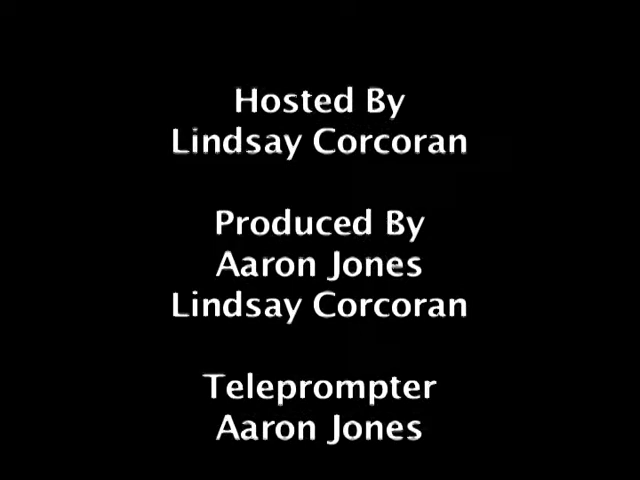 Hosted By
Lindsay Corcoran
Produced By
Aaron Jones
Lindsay Corcoran
Teleprompter
Aaron Jones